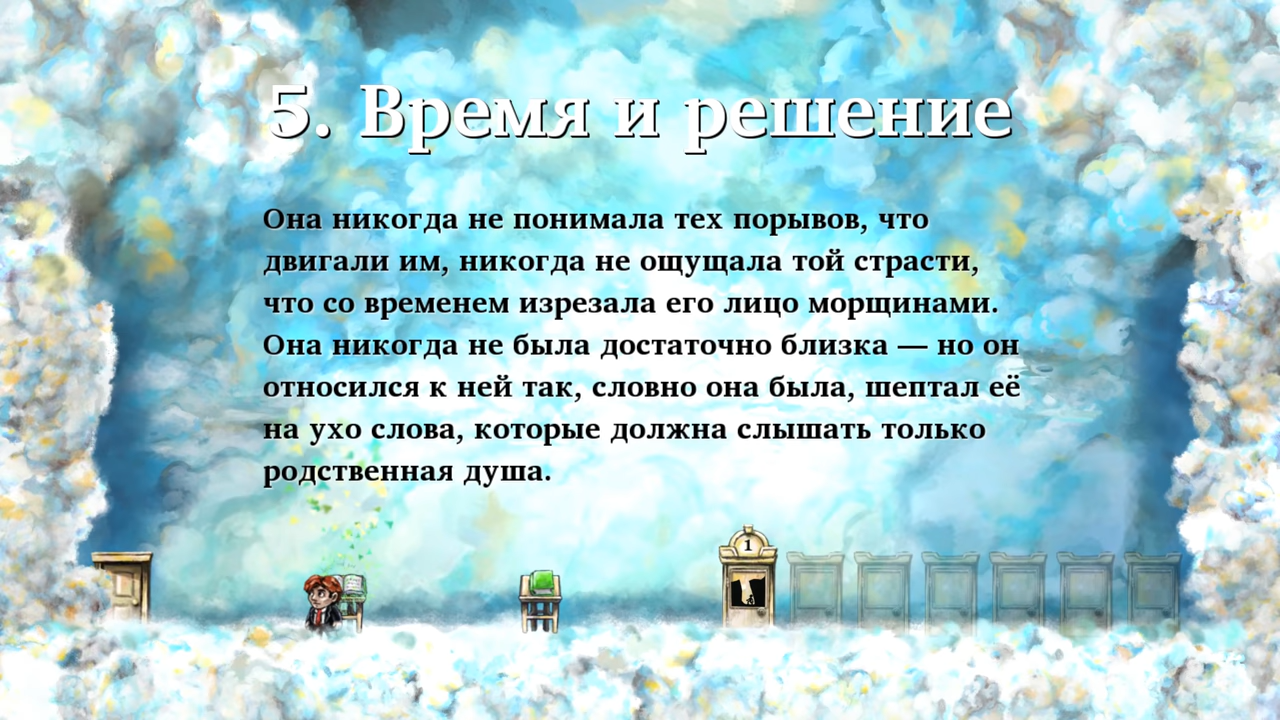 5. Время и решение
Она никогда не понимала тех порывов, что
двигали им, никогда не ощущала той страсти,
что со временем изрезала его лицо морщинами.
Она никогда не была достаточно близка — но он
относился к ней так, словно она была, шептал её
на ухо слова, которые должна слышать только
родственная душа.
1